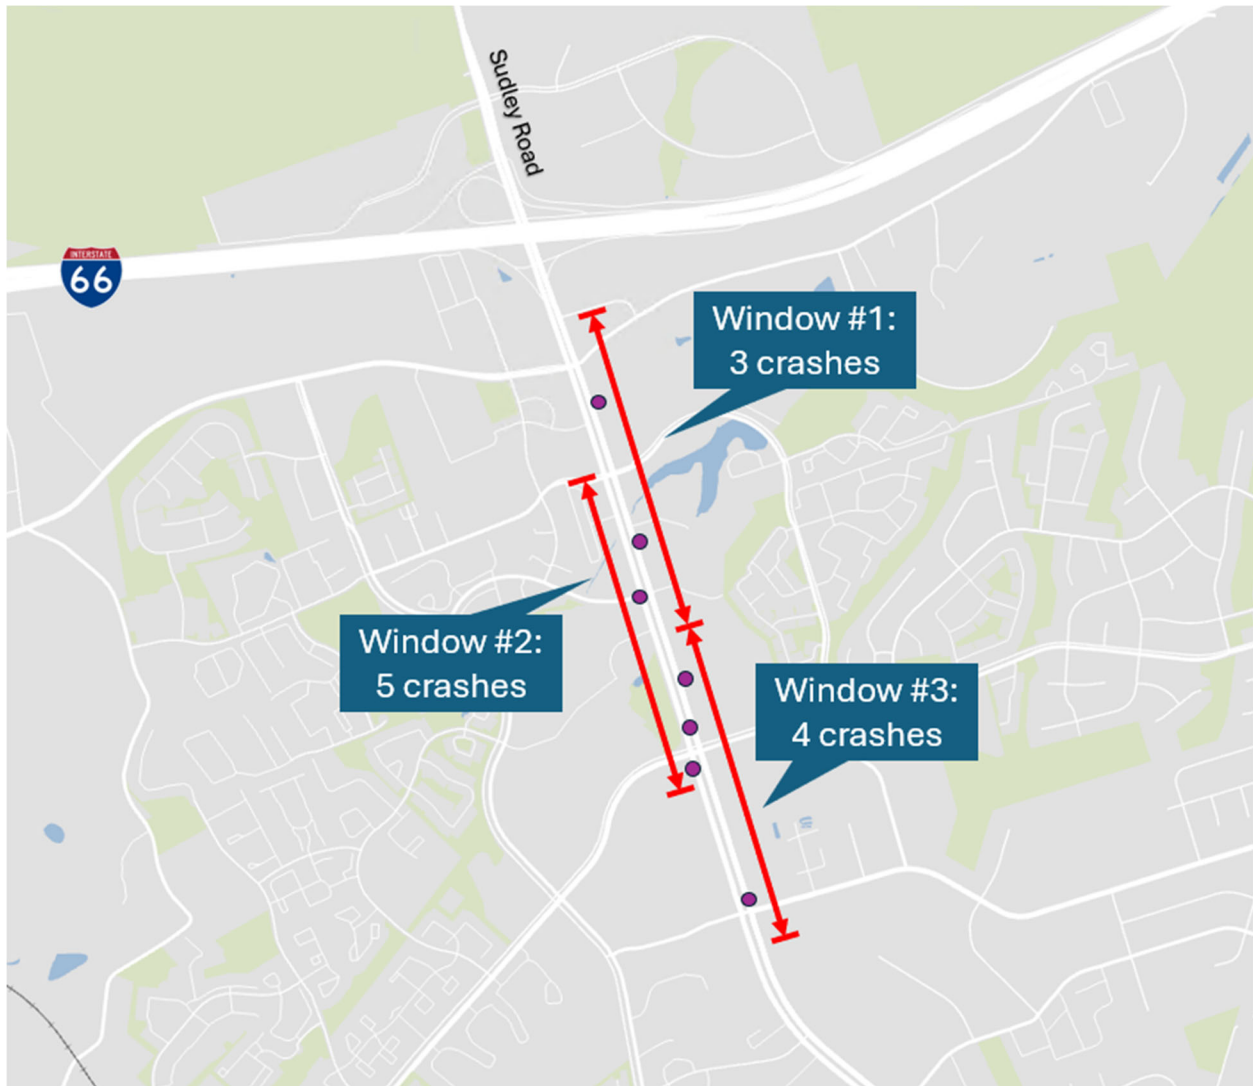 Sudley Road
INTERSTATE
66
Window #1:
3 crashes
Window #2:
5 crashes
Window #3:
4 crashes